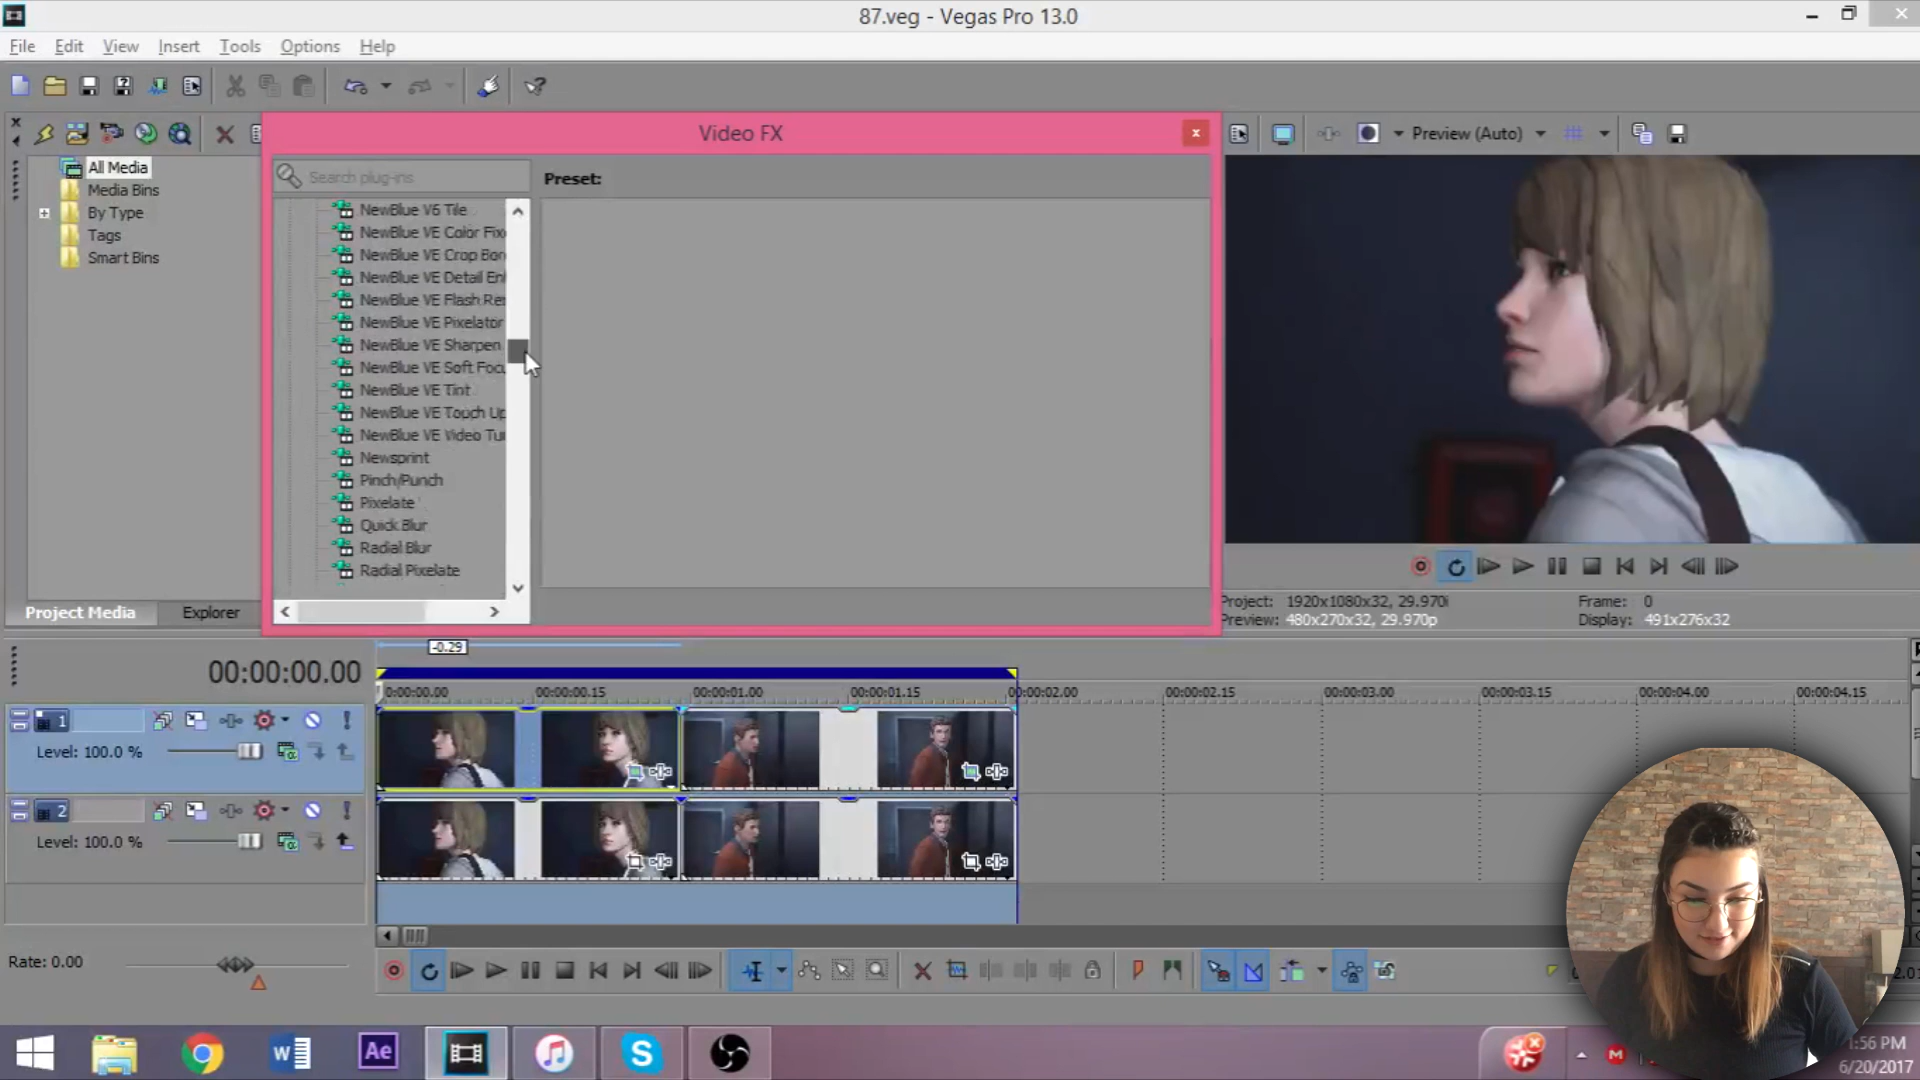 87.veg - Vegas Pro 13.0
File Edit View Insert Tools Options Help
Video FX
Preview (Auto)
All Media
Media Bins
By Type
Tags
Smart Bins
Search plug-ins
Preset:
NewBlue V6 Tile
NewBlue VE Color Fix
NewBlue VE Crop Bor
NewBlue VE Detail En
NewBlue VE Flash Re
NewBlue VE Pixelator
NewBlue VE Sharpen
NewBlue VE Soft Focu
NewBlue VE Tint
NewBlue VE Touch Up
NewBlue VE Video Tu
Newsprint
Pinch/Punch
Pixelate
Quick Blur
Radial Blur
Radial Pixelate
Project Media Explorer
Project: 1920x1080x32, 29.970i
Frame: 0
Preview: 480x270x32, 29.970p
Display: 491x276x32
-0.29
00:00:00.00
0:00:00.00 00:00:00.15 00:00:01.00 00:00:01.15 00:00:02.00 00:00:02.15 00:00:03.00 00:00:03.15 00:00:04.00 00:00:04.15
1
Level: 100.0 %
2
Level: 100.0 %
Rate: 0.00
2.01
Ae
1:56 PM
6/20/2017